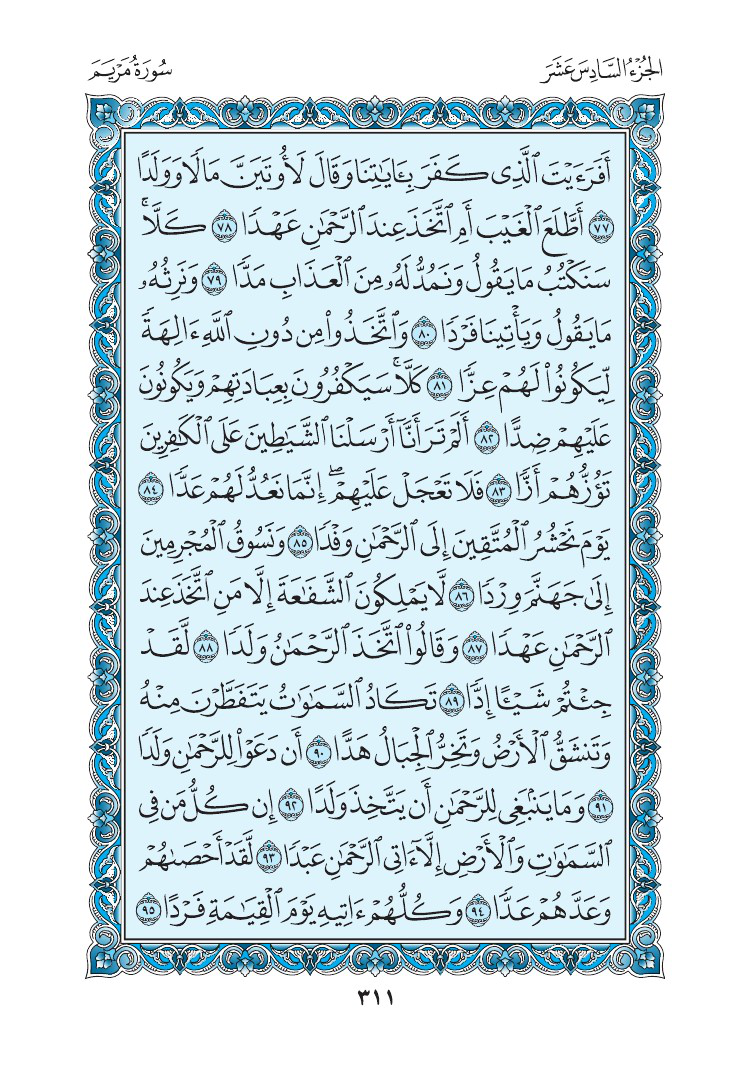 الجُزْءُ السَّادِسَ عَشَرَ
سُورَةُ مَرۡيَمَ
أَفَرَءَيۡتَ ٱلَّذِى كَفَرَ بِـَٔايَٰتِنَا وَقَالَ لَأُوتَيَنَّ مَالٗا وَوَلَدًا
٧٧ أَطَّلَعَ ٱلۡغَيۡبَ أَمِ ٱتَّخَذَ عِندَ ٱلرَّحۡمَٰنِ عَهۡدٗا ٧٨ كَلَّاۚ
سَنَكۡتُبُ مَا يَقُولُ وَنَمُدُّ لَهُۥ مِنَ ٱلۡعَذَابِ مَدّٗا ٧٩ وَنَرِثُهُۥ
مَا يَقُولُ وَيَأۡتِينَا فَرۡدٗا ٨٠ وَٱتَّخَذُواْ مِن دُونِ ٱللَّهِ ءَالِهَةٗ
لِّيَكُونُواْ لَهُمۡ عِزّٗا ٨١ كَلَّاۚ سَيَكۡفُرُونَ بِعِبَادَتِهِمۡ وَيَكُونُونَ
عَلَيۡهِمۡ ضِدًّا ٨٢ أَلَمۡ تَرَ أَنَّآ أَرۡسَلۡنَا ٱلشَّيَٰطِينَ عَلَى ٱلۡكَٰفِرِينَ
تَؤُزُّهُمۡ أَزّٗا ٨٣ فَلَا تَعۡجَلۡ عَلَيۡهِمۡۖ إِنَّمَا نَعُدُّ لَهُمۡ عَدّٗا ٨٤
يَوۡمَ نَحۡشُرُ ٱلۡمُتَّقِينَ إِلَى ٱلرَّحۡمَٰنِ وَفۡدٗا ٨٥ وَنَسُوقُ ٱلۡمُجۡرِمِينَ
إِلَىٰ جَهَنَّمَ وِرۡدٗا ٨٦ لَّا يَمۡلِكُونَ ٱلشَّفَٰعَةَ إِلَّا مَنِ ٱتَّخَذَ عِندَ
ٱلرَّحۡمَٰنِ عَهۡدٗا ٨٧ وَقَالُواْ ٱتَّخَذَ ٱلرَّحۡمَٰنُ وَلَدٗا ٨٨ لَّقَدۡ
جِئۡتُمۡ شَيۡـًٔا إِدّٗا ٨٩ تَكَادُ ٱلسَّمَٰوَٰتُ يَتَفَطَّرۡنَ مِنۡهُ
وَتَنشَقُّ ٱلۡأَرۡضُ وَتَخِرُّ ٱلۡجِبَالُ هَدًّا ٩٠ أَن دَعَوۡاْ لِلرَّحۡمَٰنِ وَلَدٗا
٩١ وَمَا يَنۢبَغِى لِلرَّحۡمَٰنِ أَن يَتَّخِذَ وَلَدًا ٩٢ إِن كُلُّ مَن فِى
ٱلسَّمَٰوَٰتِ وَٱلۡأَرۡضِ إِلَّآ ءَاتِى ٱلرَّحۡمَٰنِ عَبۡدٗا ٩٣ لَّقَدۡ أَحۡصَىٰهُمۡ
وَعَدَّهُمۡ عَدّٗا ٩٤ وَكُلُّهُمۡ ءَاتِيهِ يَوۡمَ ٱلۡقِيَٰمَةِ فَرۡدًا ٩٥
٣١١